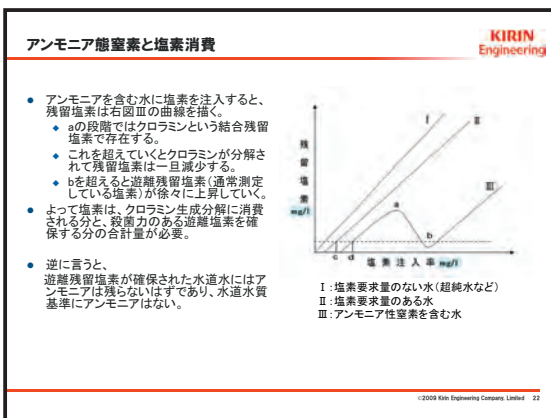 アンモニア態窒素と塩素消費
KIRIN
Engineering
● アンモニアを含む水に塩素を注入すると、
残留塩素は右図Ⅲの曲線を描く。
◆ aの段階ではクロラミンという結合残留
塩素で存在する。
◆ これを超えていくとクロラミンが分解さ
れて残留塩素は一旦減少する。
◆ bを超えると遊離残留塩素(通常測定
している塩素)が徐々に上昇していく。
● よって塩素は、クロラミン生成分解に消費
される分と、殺菌力のある遊離塩素を確
保する分の合計量が必要。
● 逆に言うと、
遊離残留塩素が確保された水道水にはア
ンモニアは残らないはずであり、水道水質
基準にアンモニアはない。
残留塩素
mg/l
Ⅰ
Ⅱ
Ⅲ
a
b
c
d
塩素注入率 mg/l
Ⅰ:塩素要求量のない水(超純水など)
Ⅱ:塩素要求量のある水
Ⅲ:アンモニア性窒素を含む水
©2009 Kirin Engineering Company, Limited 22